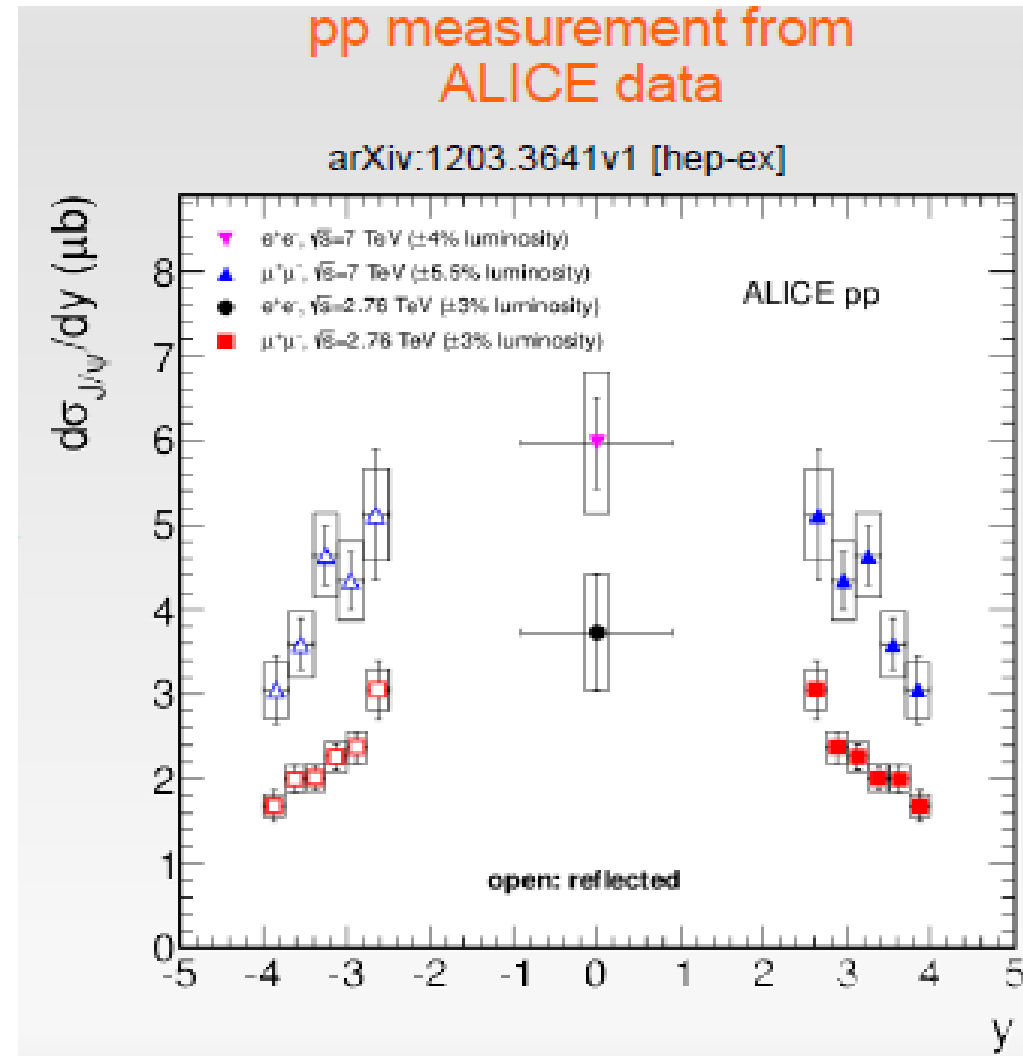 pp measurement from
ALICE data
arXiv:1203.3641v1 [hep-ex]
dσJ/ψ/dy (μb)
e⁺e⁻, √s=7 TeV (±4% luminosity)
μ⁺μ⁻, √s=7 TeV (±5.5% luminosity)
e⁺e⁻, √s=2.76 TeV (±3% luminosity)
μ⁺μ⁻, √s=2.76 TeV (±3% luminosity)
ALICE pp
8
7
6
5
4
3
2
1
0
open: reflected
-5 -4 -3 -2 -1 0 1 2 3 4 5
y